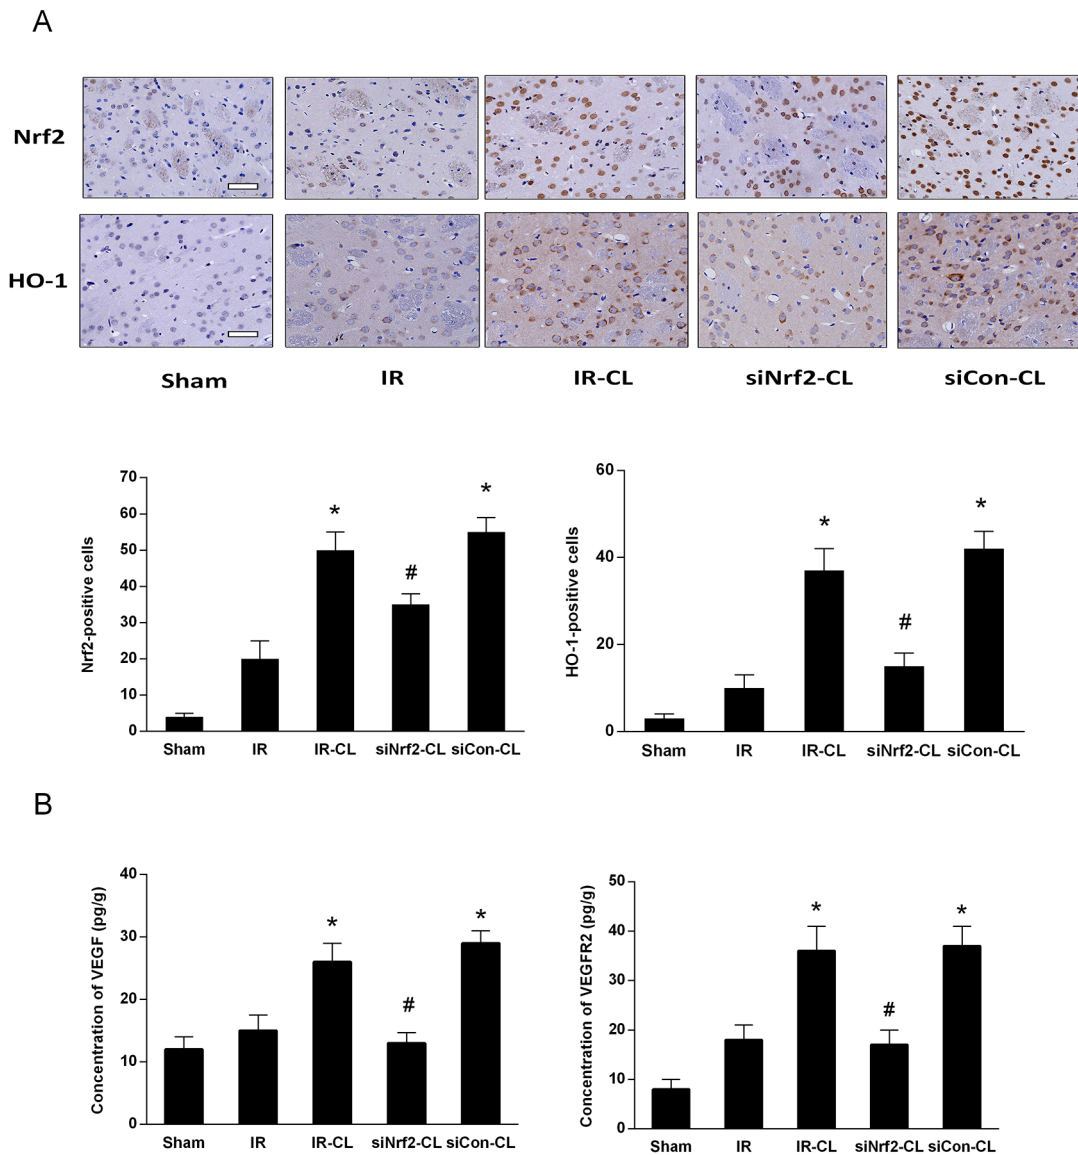 A
Nrf2
HO-1
Sham IR IR-CL siNrf2-CL siCon-CL
Nrf2-positive cells
70
60
50
40
30
20
10
0
* # *
Sham IR IR-CL siNrf2-CL siCon-CL
HO-1-positive cells
60
40
20
0
* # *
Sham IR IR-CL siNrf2-CL siCon-CL
B
Concentration of VEGF (pg/g)
40
30
20
10
0
* # *
Sham IR IR-CL siNrf2-CL siCon-CL
Concentration of VEGFR2 (pg/g)
50
40
30
20
10
0
* # *
Sham IR IR-CL siNrf2-CL siCon-CL